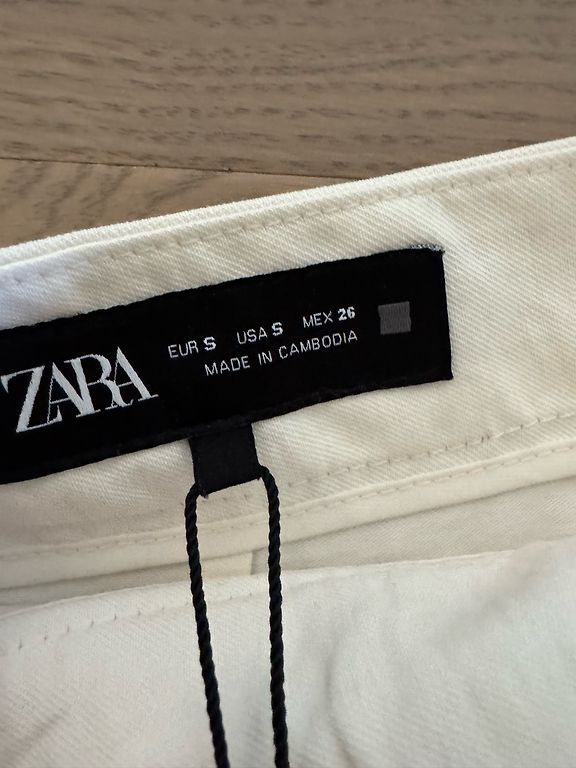 ZARA
EUR S USA S MEX 26
MADE IN CAMBODIA